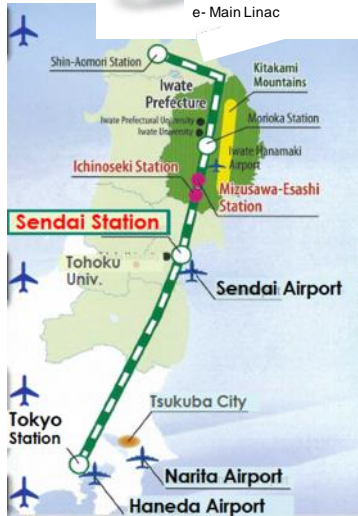 e- Main Linac
Shin-Aomori Station
Kitakami
Mountains
Iwate
Prefecture
Iwate Prefectural University
Iwate University
Morioka Station
Iwate Hanamaki
Airport
Ichinoseki Station
Mizusawa-Esashi
Station
Sendai Station
Tohoku
Univ.
Sendai Airport
Tsukuba City
Tokyo
Station
Narita Airport
Haneda Airport